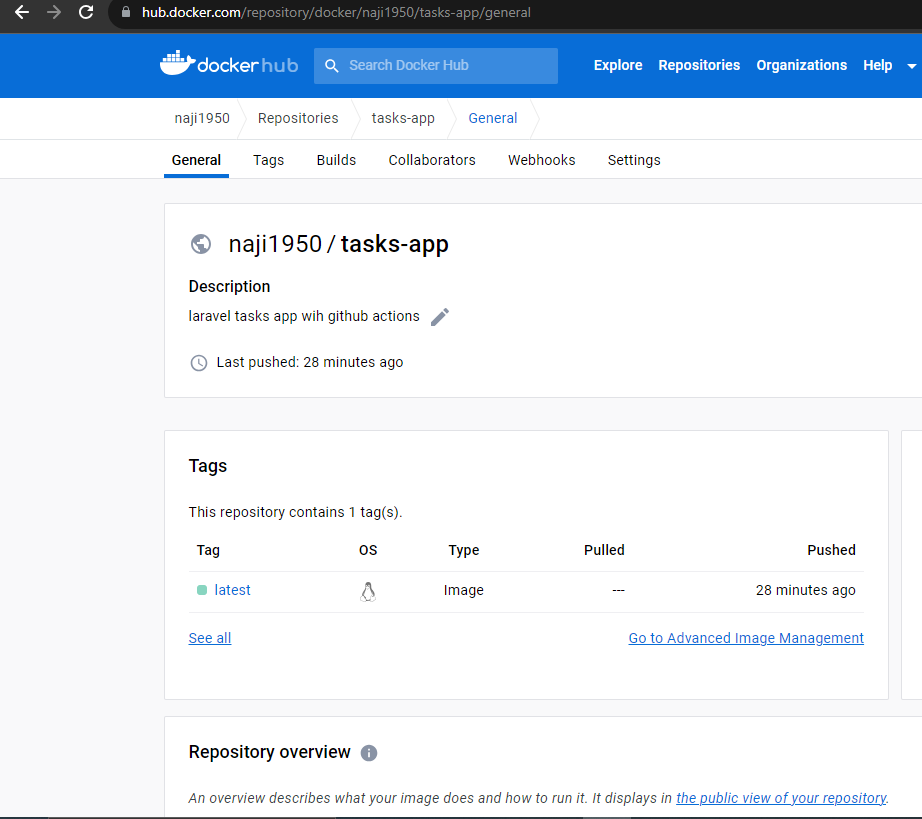 hub.docker.com/repository/docker/naji1950/tasks-app/general
dockerhub Search Docker Hub Explore Repositories Organizations Help
naji1950 Repositories tasks-app General
General Tags Builds Collaborators Webhooks Settings
naji1950 / tasks-app
Description
laravel tasks app wih github actions
Last pushed: 28 minutes ago
Tags
This repository contains 1 tag(s).
Tag OS Type Pulled Pushed
latest Image --- 28 minutes ago
See all Go to Advanced Image Management
Repository overview
An overview describes what your image does and how to run it. It displays in the public view of your repository.